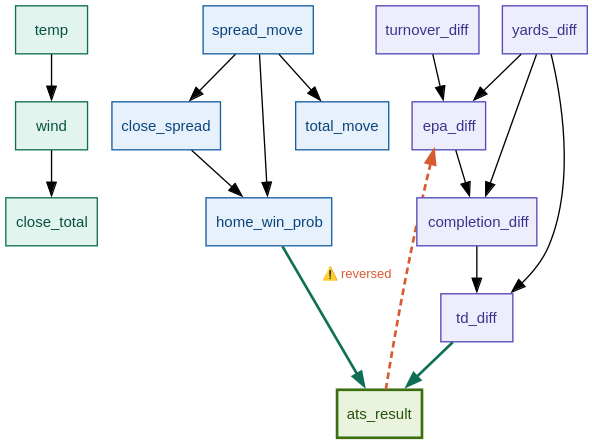 temp
spread_move
turnover_diff
yards_diff
wind
close_spread
total_move
epa_diff
close_total
home_win_prob
completion_diff
⚠️ reversed
td_diff
ats_result